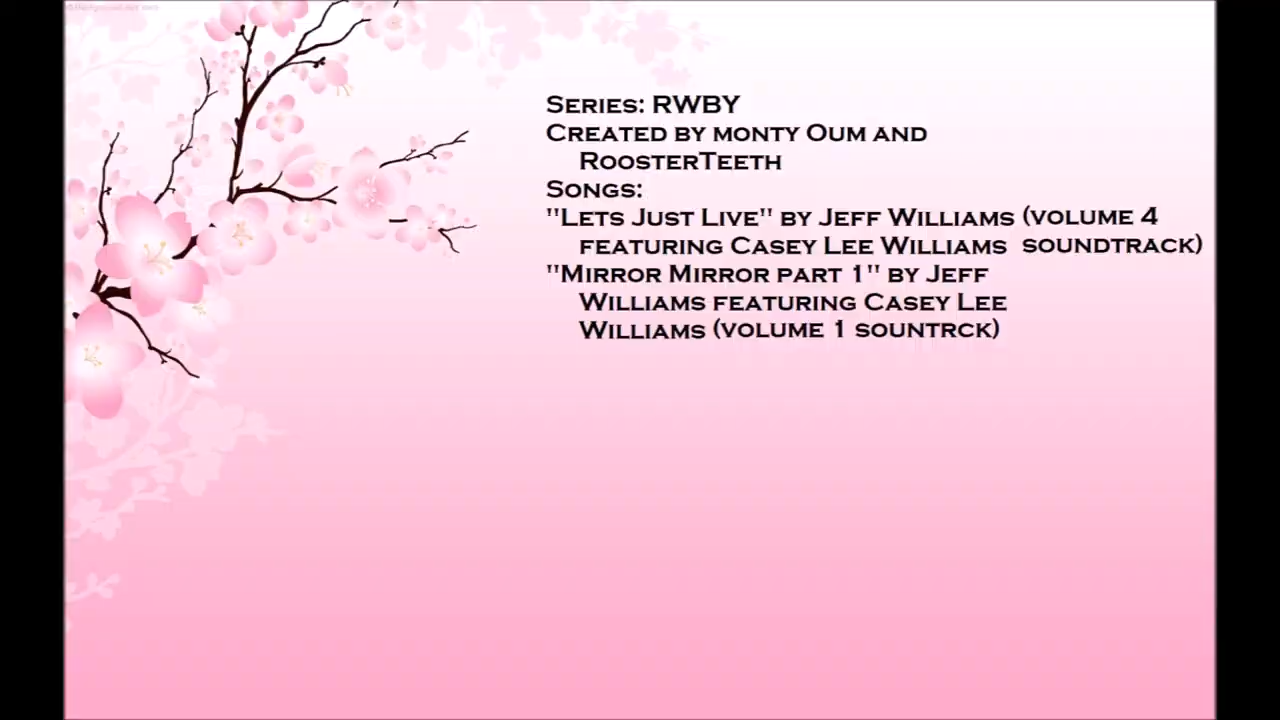 Series: RWBY
Created by monty Oum and
RoosterTeeth
Songs:
"Lets Just Live" by Jeff Williams (volume 4
featuring Casey Lee Williams soundtrack)
"Mirror Mirror part 1" by Jeff
Williams featuring Casey Lee
Williams (volume 1 sountrck)